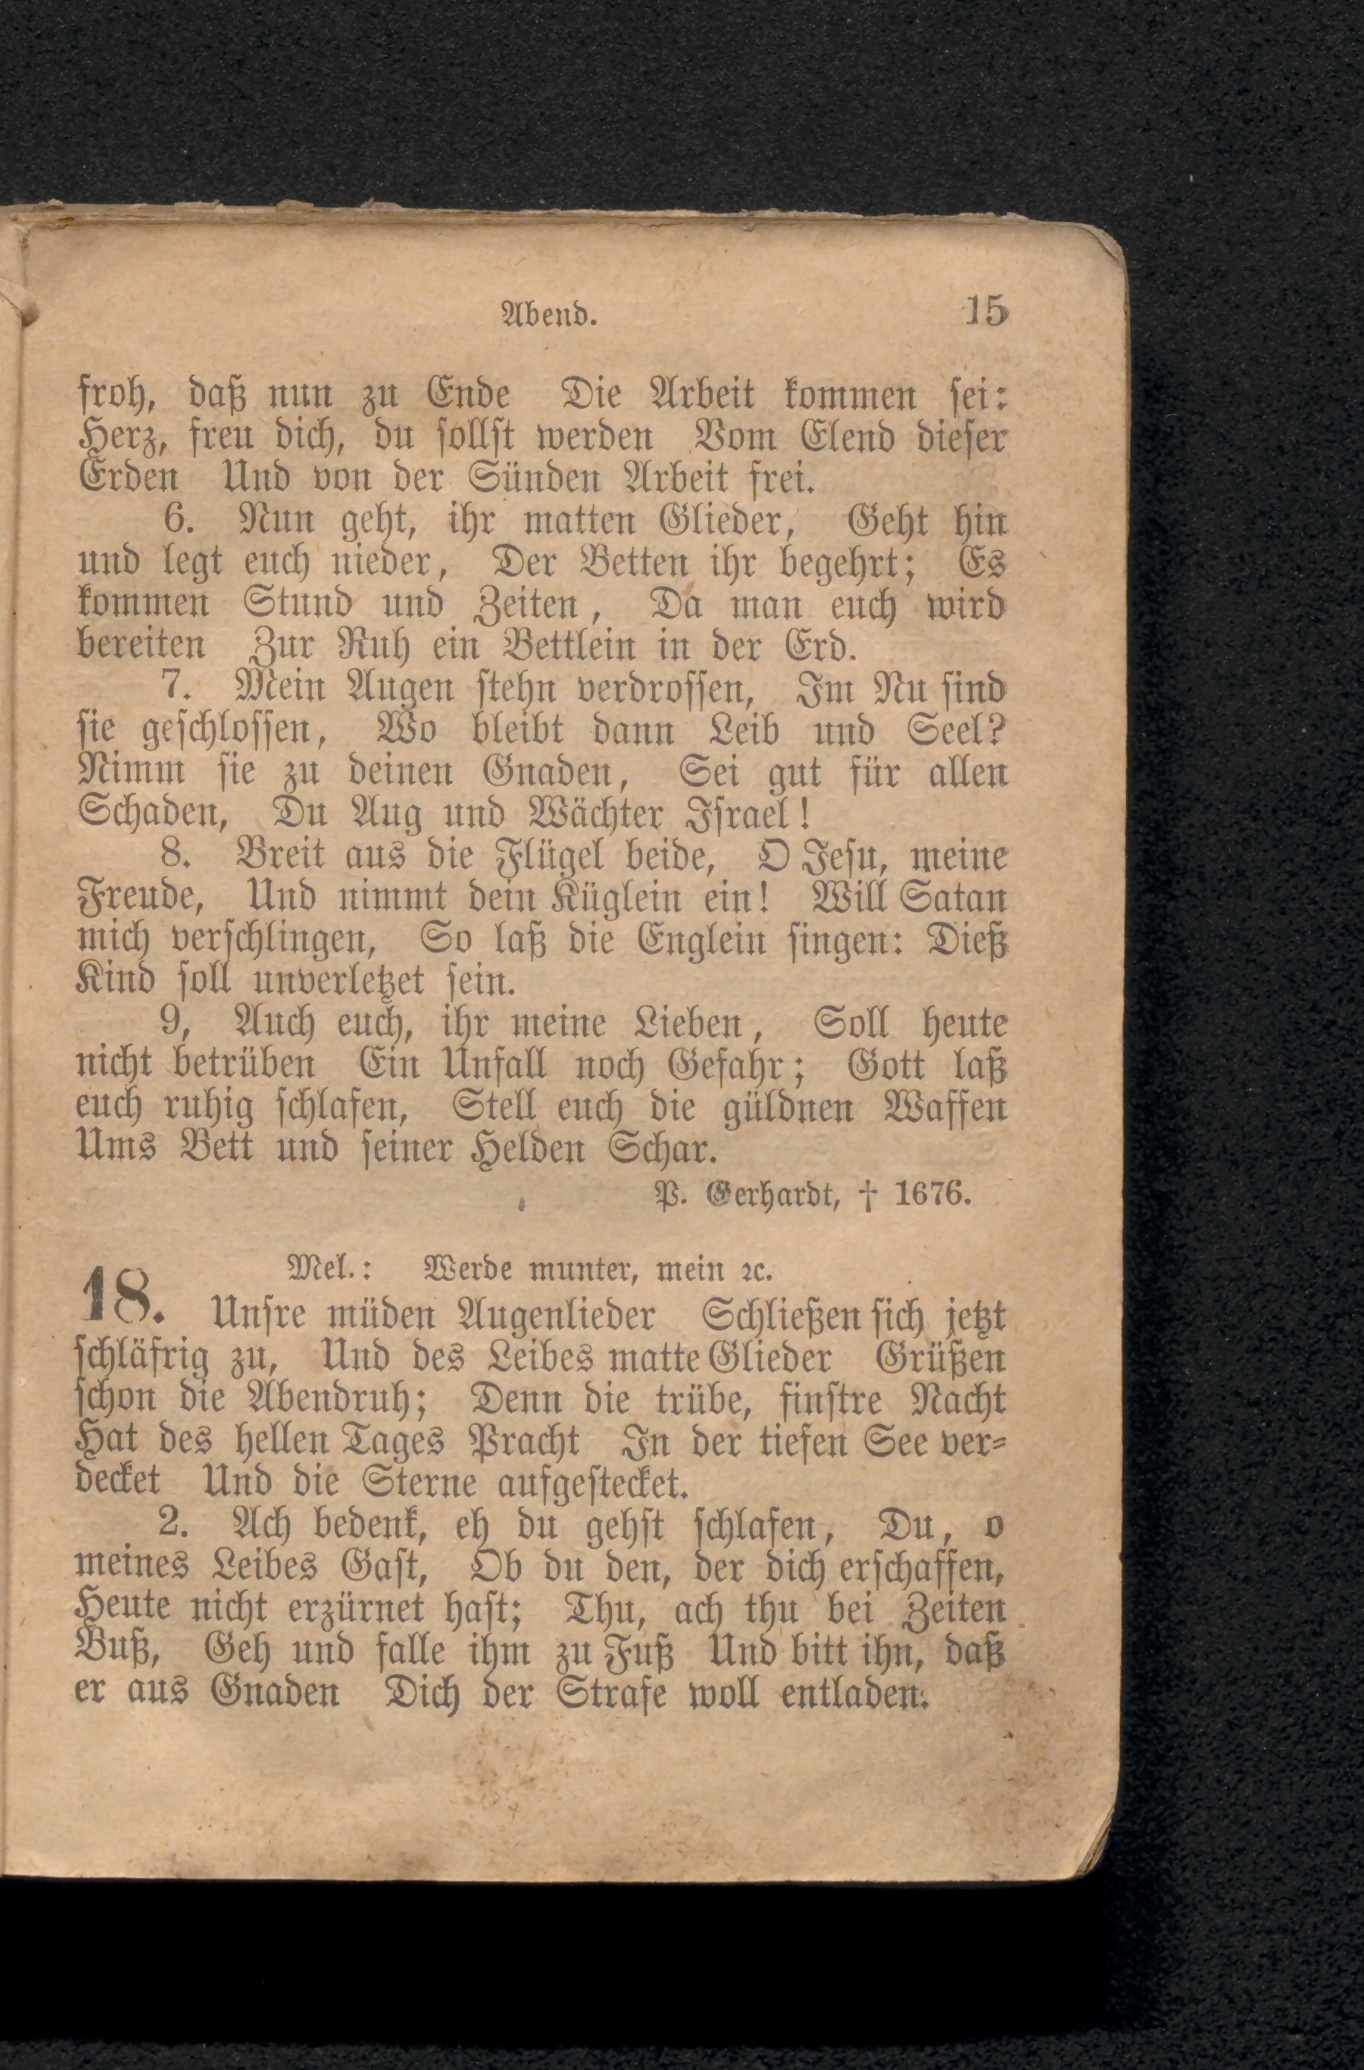 Abend. 15
froh, daß nun zu Ende Die Arbeit kommen sei:
Herz, freu dich, du sollst werden Vom Elend dieser
Erden Und von der Sünden Arbeit frei.
6. Nun geht, ihr matten Glieder, Geht hin
und legt euch nieder, Der Betten ihr begehrt; Es
kommen Stund und Zeiten, Da man euch wird
bereiten Zur Ruh ein Bettlein in der Erd.
7. Mein Augen stehn verdrossen, Im Nu sind
sie geschlossen, Wo bleibt dann Leib und Seel?
Nimm sie zu deinen Gnaden, Sei gut für allen
Schaden, Du Aug und Wächter Israel!
8. Breit aus die Flügel beide, O Jesu, meine
Freude, Und nimmt dein Küglein ein! Will Satan
mich verschlingen, So laß die Englein singen: Dieß
Kind soll unverletzet sein.
9, Auch euch, ihr meine Lieben, Soll heute
nicht betrüben Ein Unfall noch Gefahr; Gott laß
euch ruhig schlafen, Stell euch die güldnen Waffen
Ums Bett und seiner Helden Schar.
P. Gerhardt, † 1676.
Mel.: Werde munter, mein ꝛc.
18. Unsre müden Augenlieder Schließen sich jetzt
schläfrig zu, Und des Leibes matte Glieder Grüßen
schon die Abendruh; Denn die trübe, finstre Nacht
Hat des hellen Tages Pracht In der tiefen See ver-
decket Und die Sterne aufgestecket.
2. Ach bedenk, eh du gehst schlafen, Du, o
meines Leibes Gast, Ob du den, der dich erschaffen,
Heute nicht erzürnet hast; Thu, ach thu bei Zeiten
Buß, Geh und falle ihm zu Fuß Und bitt ihn, daß
er aus Gnaden Dich der Strafe woll entladen.